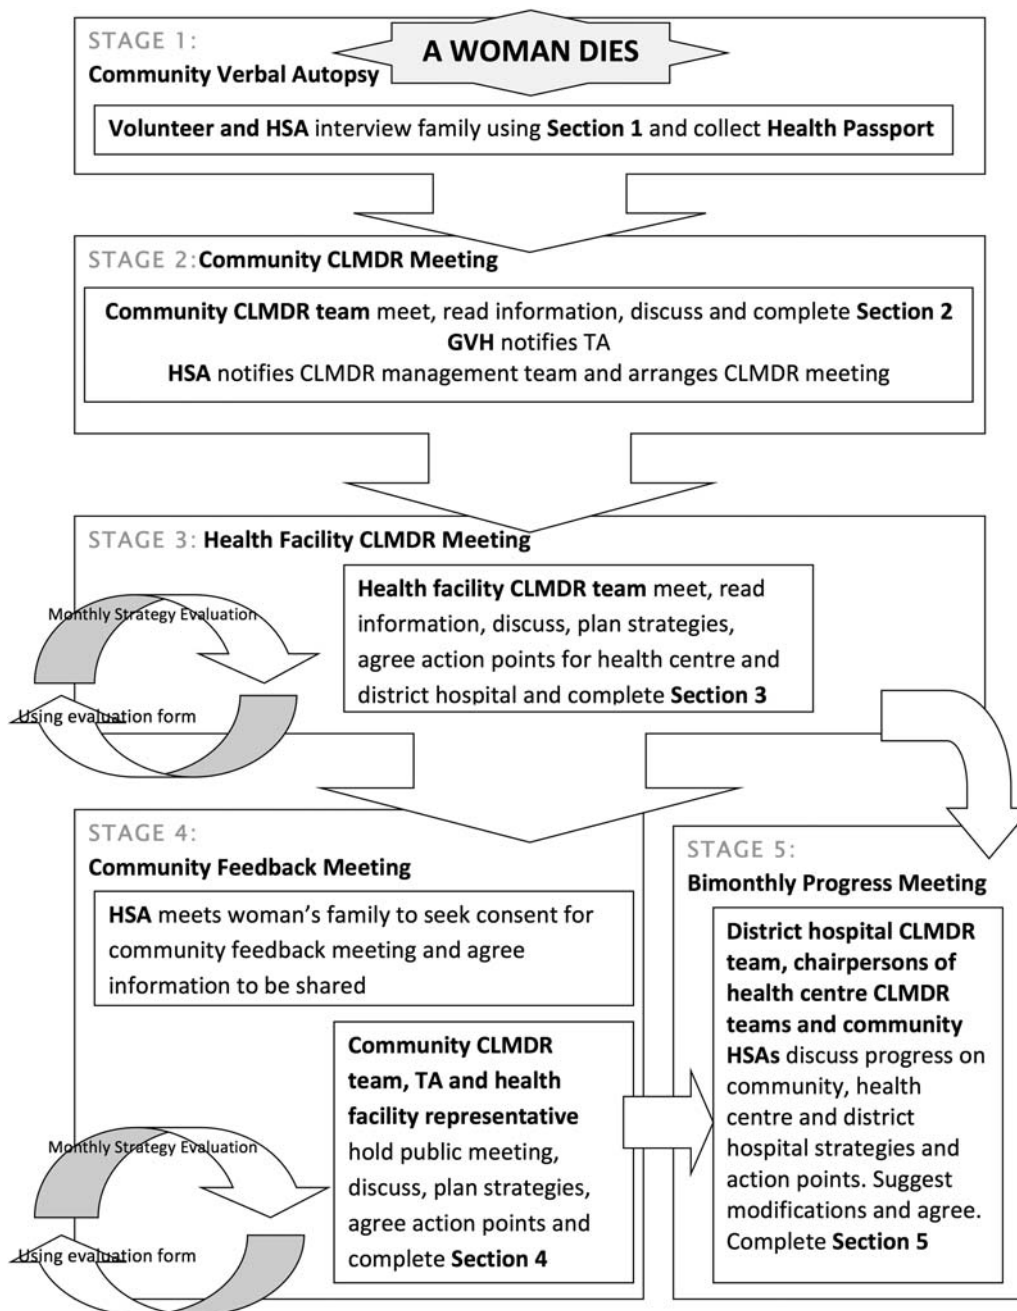 STAGE 1:
A WOMAN DIES
Community Verbal Autopsy
Volunteer and HSA interview family using Section 1 and collect Health Passport
STAGE 2: Community CLMDR Meeting
Community CLMDR team meet, read information, discuss and complete Section 2
GVH notifies TA
HSA notifies CLMDR management team and arranges CLMDR meeting
STAGE 3: Health Facility CLMDR Meeting
Health facility CLMDR team meet, read
information, discuss, plan strategies,
agree action points for health centre and
district hospital and complete Section 3
Monthly Strategy Evaluation
Using evaluation form
STAGE 4:
Community Feedback Meeting
HSA meets woman's family to seek consent for
community feedback meeting and agree
information to be shared
Community CLMDR
team, TA and health
facility representative
hold public meeting,
discuss, plan strategies,
agree action points and
complete Section 4
Monthly Strategy Evaluation
Using evaluation form
STAGE 5:
Bimonthly Progress Meeting
District hospital CLMDR
team, chairpersons of
health centre CLMDR
teams and community
HSAs discuss progress on
community, health
centre and district
hospital strategies and
action points. Suggest
modifications and agree.
Complete Section 5